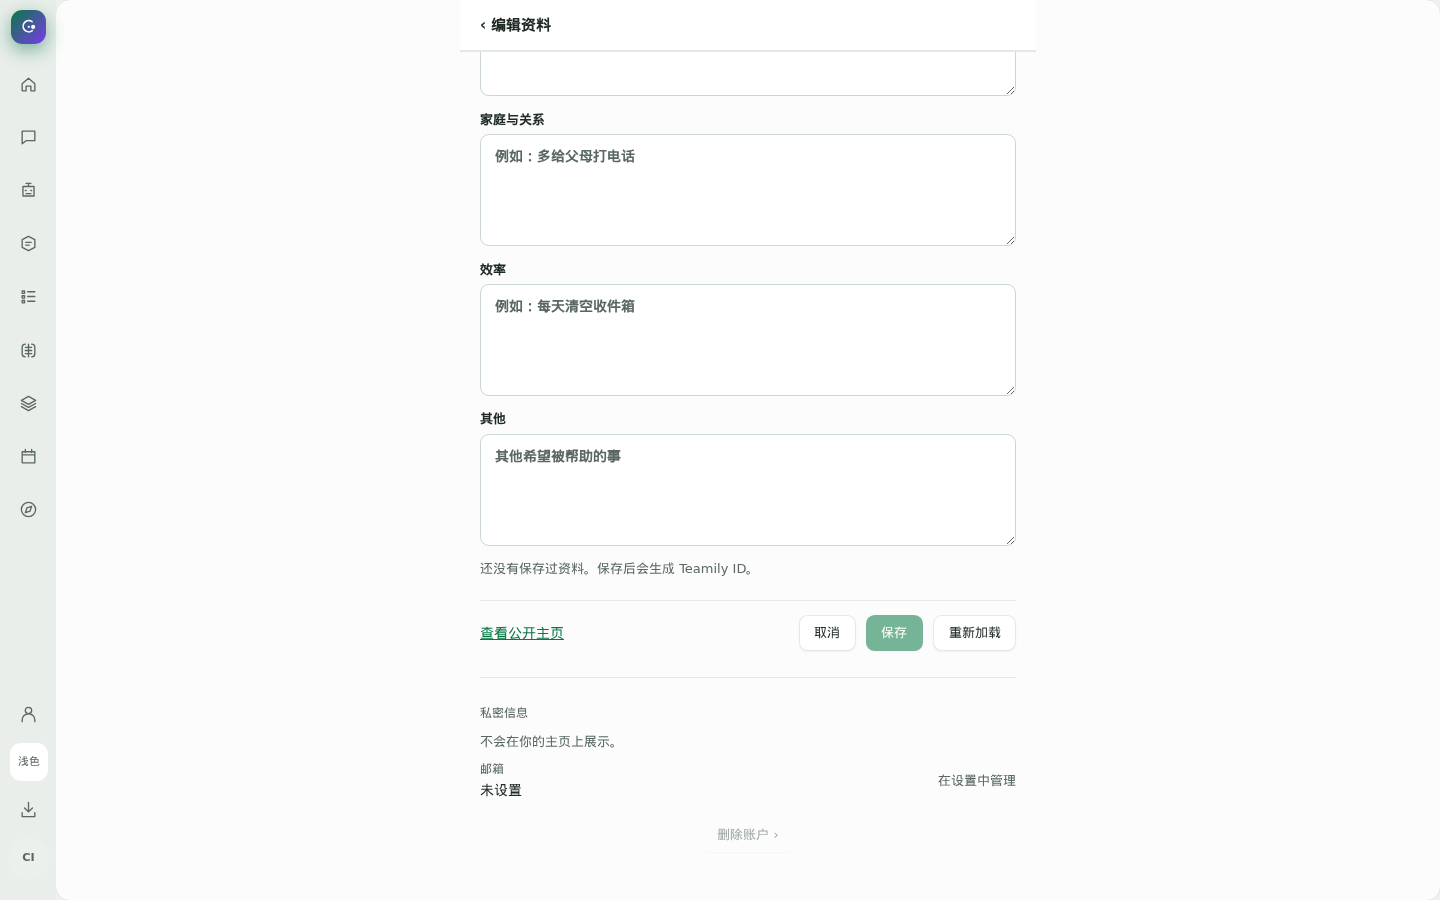 ‹ 编辑资料
家庭与关系
例如：多给父母打电话
效率
例如：每天清空收件箱
其他
其他希望被帮助的事
还没有保存过资料。保存后会生成 Teamily ID。
查看公开主页
取消
保存
重新加载
私密信息
不会在你的主页上展示。
邮箱
未设置
在设置中管理
删除账户 ›
浅色
CI